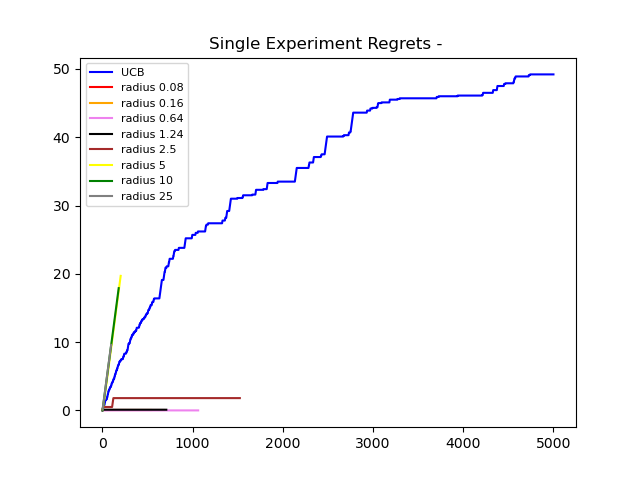 Single Experiment Regrets -
50
40
30
20
10
0
UCB
radius 0.08
radius 0.16
radius 0.64
radius 1.24
radius 2.5
radius 5
radius 10
radius 25
0 1000 2000 3000 4000 5000